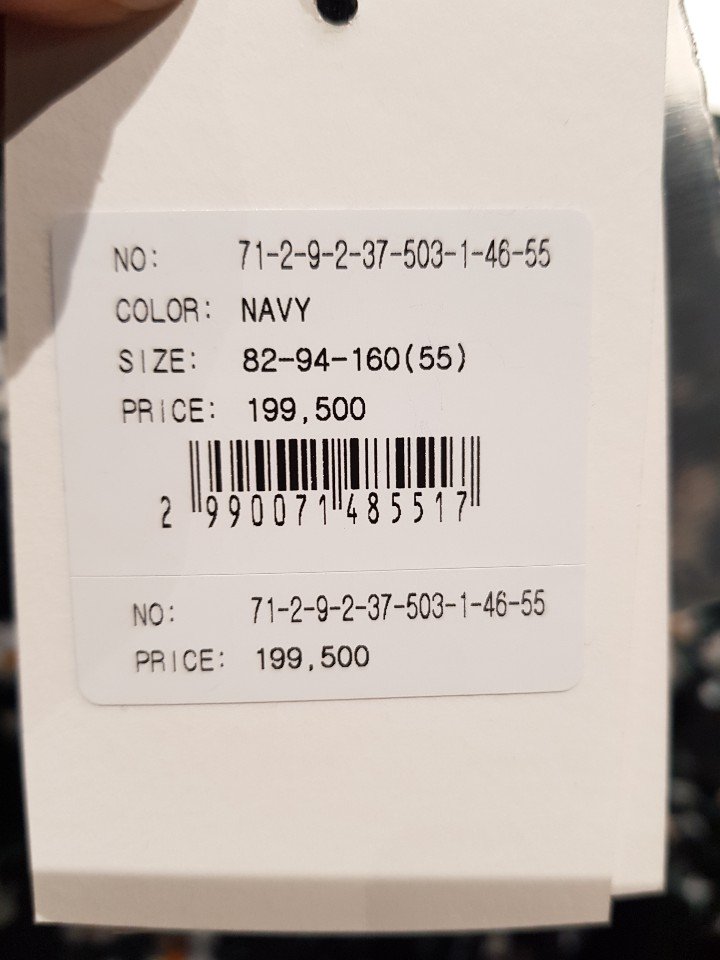 NO: 71-2-9-2-37-503-1-46-55
COLOR: NAVY
SIZE: 82-94-160(55)
PRICE: 199,500
2 990071 485517
NO: 71-2-9-2-37-503-1-46-55
PRICE: 199,500